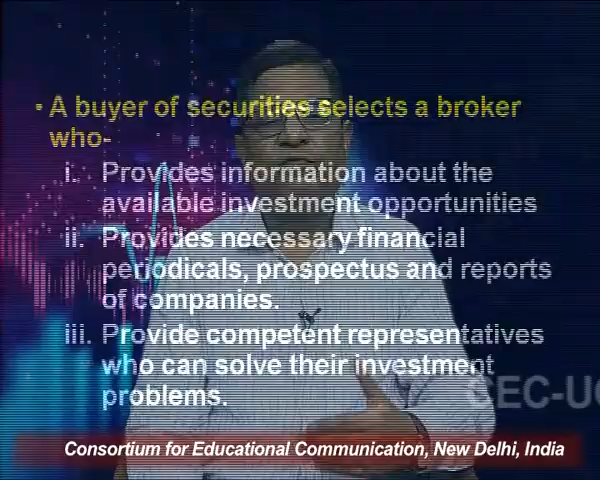 • A buyer of securities selects a broker
who-
i. Provides information about the
available investment opportunities
ii. Provides necessary financial
periodicals, prospectus and reports
of companies.
iii. Provide competent representatives
who can solve their investment
problems.
CEC-U
Consortium for Educational Communication, New Delhi, India